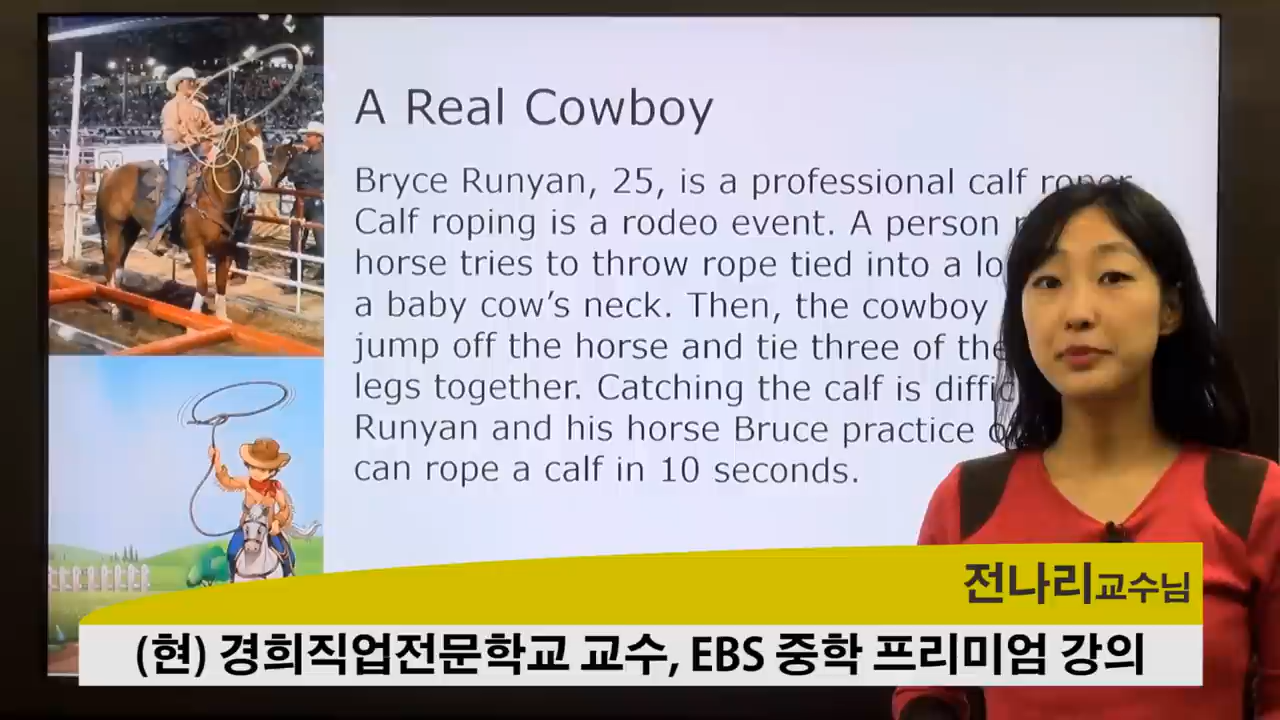 A Real Cowboy
Bryce Runyan, 25, is a professional calf roper.
Calf roping is a rodeo event. A person
horse tries to throw rope tied into a
a baby cow's neck. Then, the cowboy
jump off the horse and tie three of the
legs together. Catching the calf is
Runyan and his horse Bruce practice
can rope a calf in 10 seconds.
전나리교수님
(현) 경희직업전문학교 교수, EBS 중학 프리미엄 강의